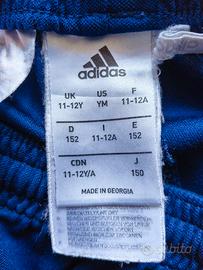 adidas
UK US F
11-12Y YM 11-12A
D I E
152 11-12A 152
CDN J
11-12Y/A 150
MADE IN GEORGIA
subito